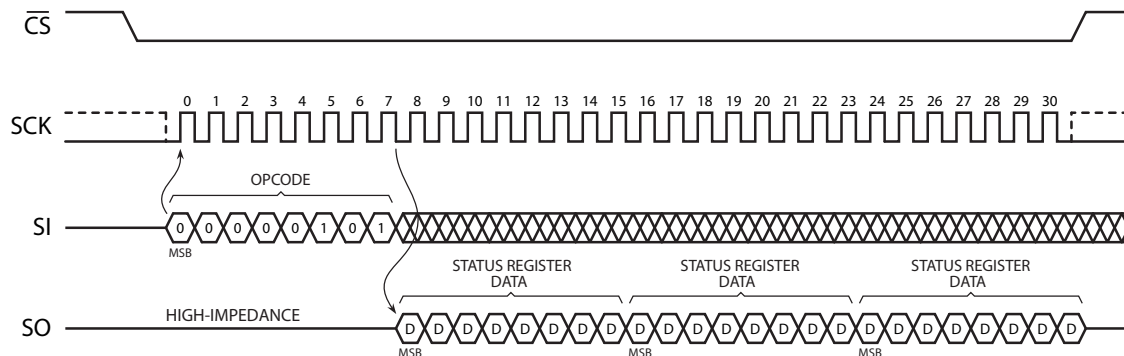 CS
0 1 2 3 4 5 6 7 8 9 10 11 12 13 14 15 16 17 18 19 20 21 22 23 24 25 26 27 28 29 30
SCK
OPCODE
SI 0 0 0 0 0 1 0 1
MSB
STATUS REGISTER DATA STATUS REGISTER DATA STATUS REGISTER DATA
HIGH-IMPEDANCE
SO D D D D D D D D D D D D D D D D D D D D D D D D
MSB MSB MSB